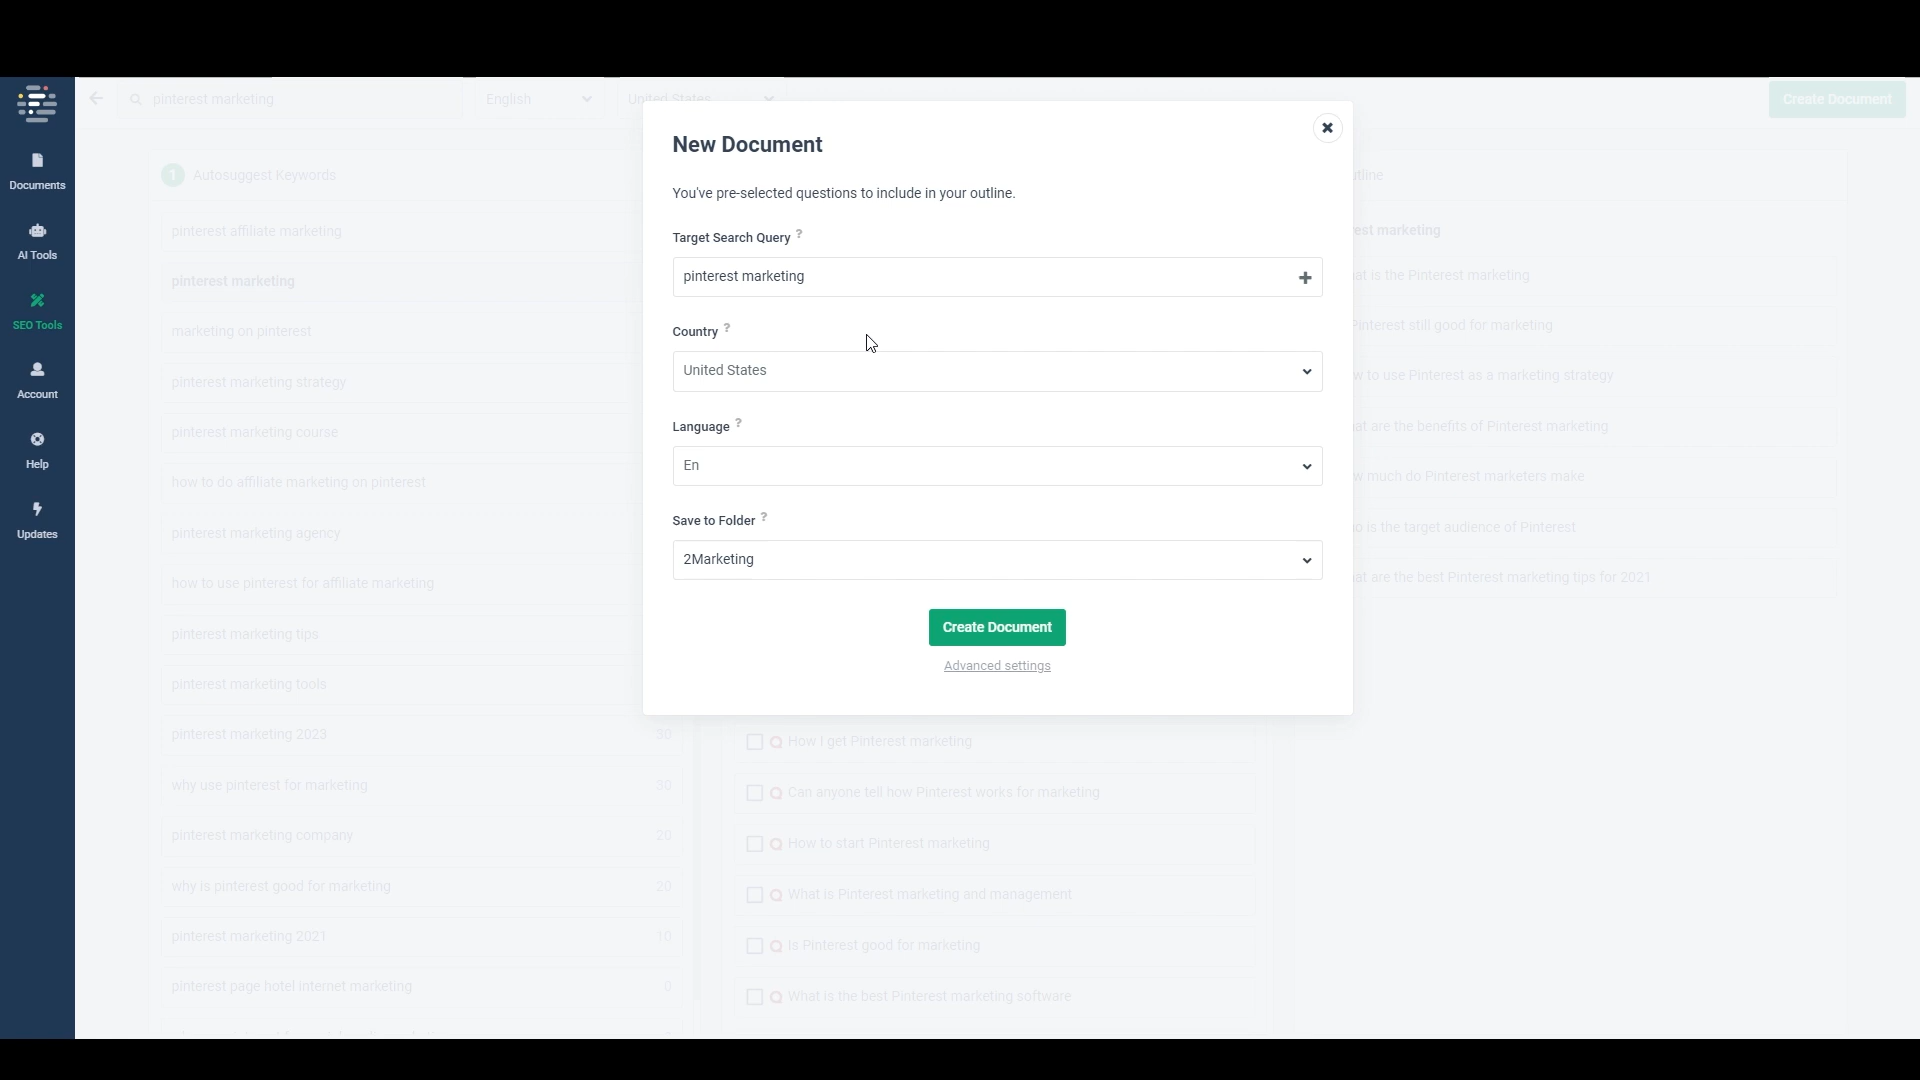 pinterest marketing
English
United States
Create Document
Documents
AI Tools
SEO Tools
Account
Help
Updates
1 Autosuggest Keywords
pinterest affiliate marketing
pinterest marketing
marketing on pinterest
pinterest marketing strategy
pinterest marketing course
how to do affiliate marketing on pinterest
pinterest marketing agency
how to use pinterest for affiliate marketing
pinterest marketing tips
pinterest marketing tools
pinterest marketing 2023 30
why use pinterest for marketing 30
pinterest marketing company 20
why is pinterest good for marketing 20
pinterest marketing 2021 10
pinterest page hotel internet marketing 0
New Document
You've pre-selected questions to include in your outline.
Target Search Query ?
pinterest marketing
Country ?
United States
Language ?
En
Save to Folder ?
2Marketing
Create Document
Advanced settings
How I get Pinterest marketing
Can anyone tell how Pinterest works for marketing
How to start Pinterest marketing
What is Pinterest marketing and management
Is Pinterest good for marketing
What is the best Pinterest marketing software
marketing
is the Pinterest marketing
Pinterest still good for marketing
to use Pinterest as a marketing strategy
are the benefits of Pinterest marketing
much do Pinterest marketers make
is the target audience of Pinterest
are the best Pinterest marketing tips for 2021